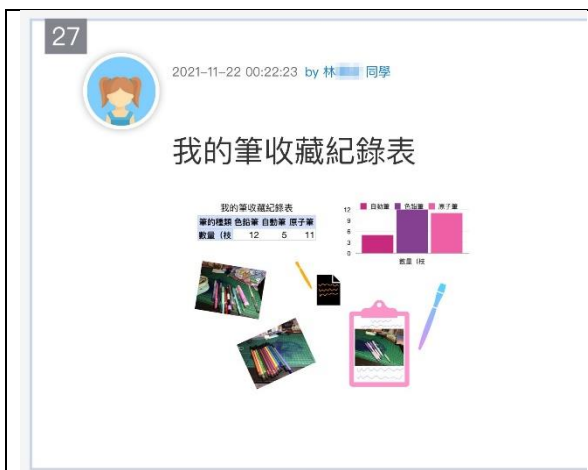 27
2021-11-22 00:22:23 by 林 同學
我的筆收藏紀錄表
我的筆收藏紀錄表
筆的種類 色鉛筆 自動筆 原子筆
數量（枝 12 5 11
自動筆 色鉛筆 原子筆
12
9
6
3
0
數量（枝